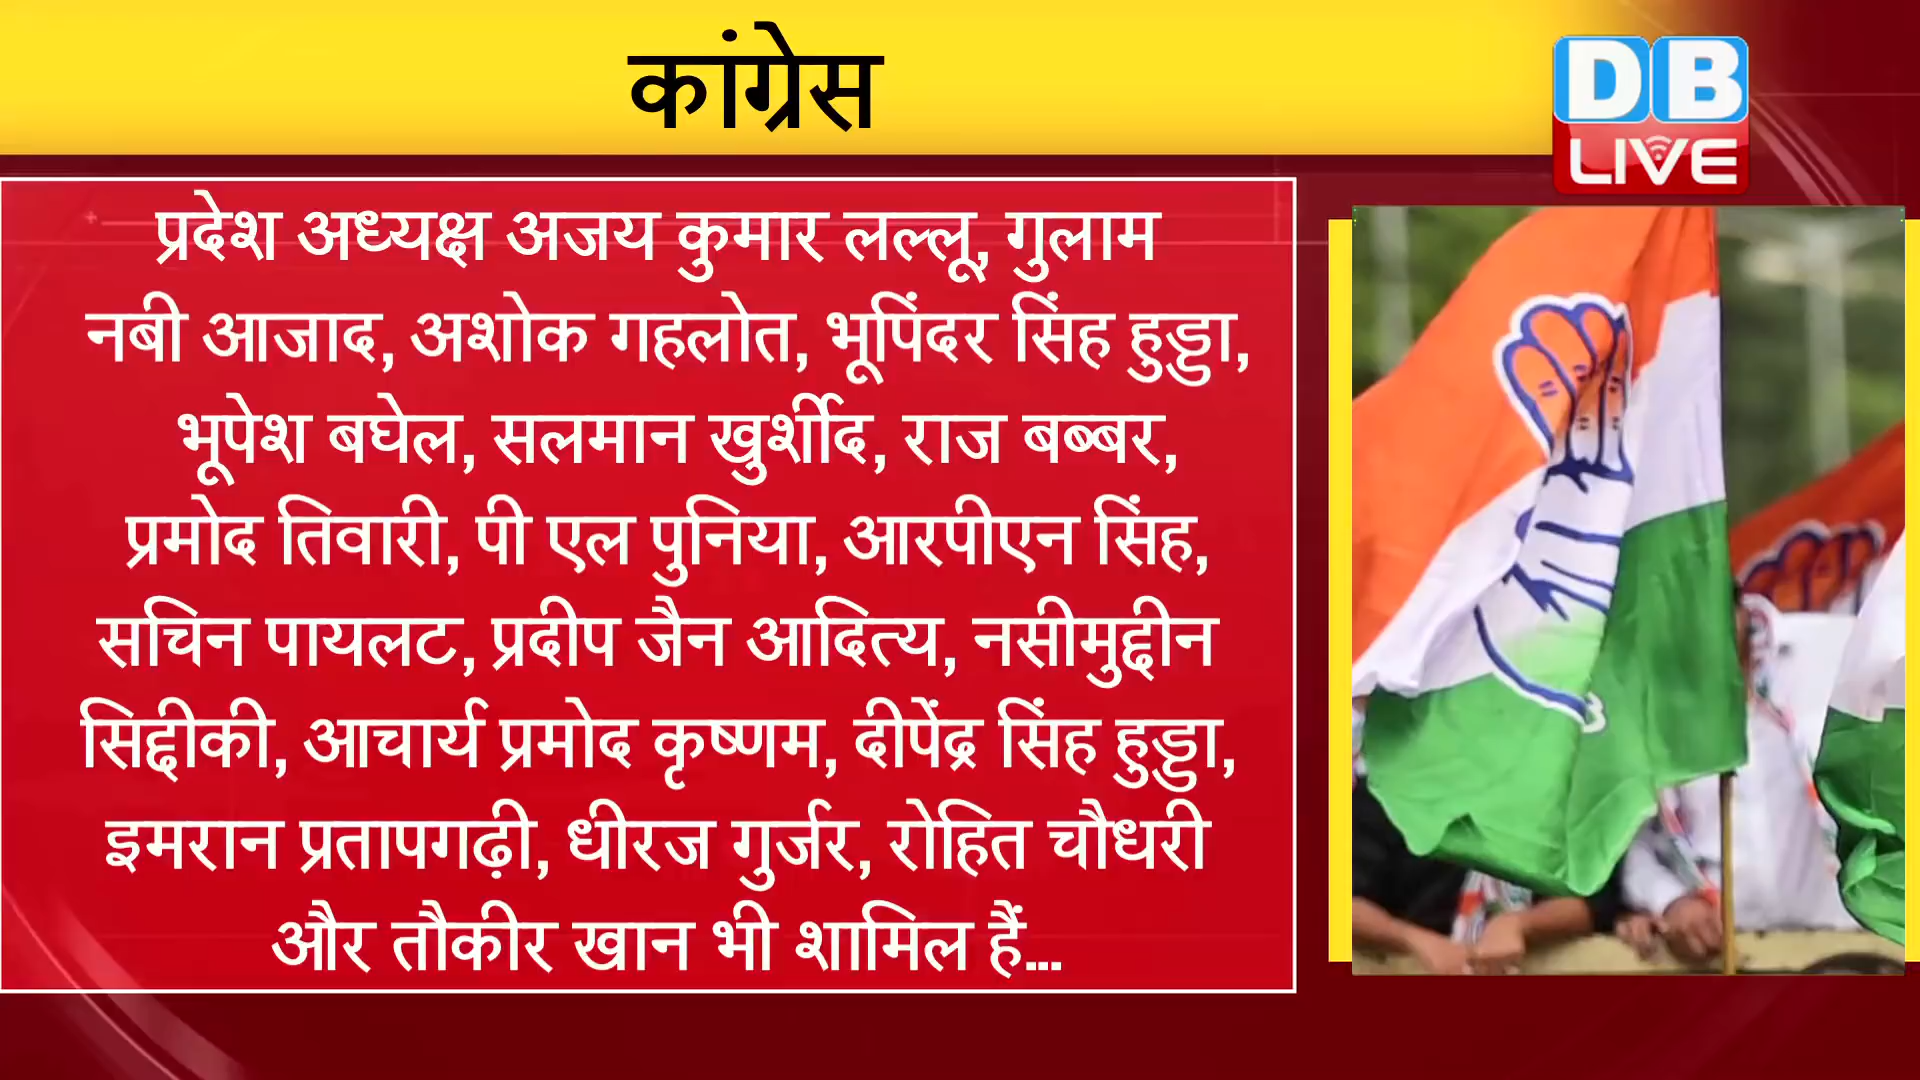 कांग्रेस
DB
LIVE
प्रदेश अध्यक्ष अजय कुमार लल्लू, गुलाम
नबी आजाद, अशोक गहलोत, भूपिंदर सिंह हुड्डा,
भूपेश बघेल, सलमान खुर्शीद, राज बब्बर,
प्रमोद तिवारी, पी एल पुनिया, आरपीएन सिंह,
सचिन पायलट, प्रदीप जैन आदित्य, नसीमुद्दीन
सिद्दीकी, आचार्य प्रमोद कृष्णम, दीपेंद्र सिंह हुड्डा,
इमरान प्रतापगढ़ी, धीरज गुर्जर, रोहित चौधरी
और तौकीर खान भी शामिल हैं...